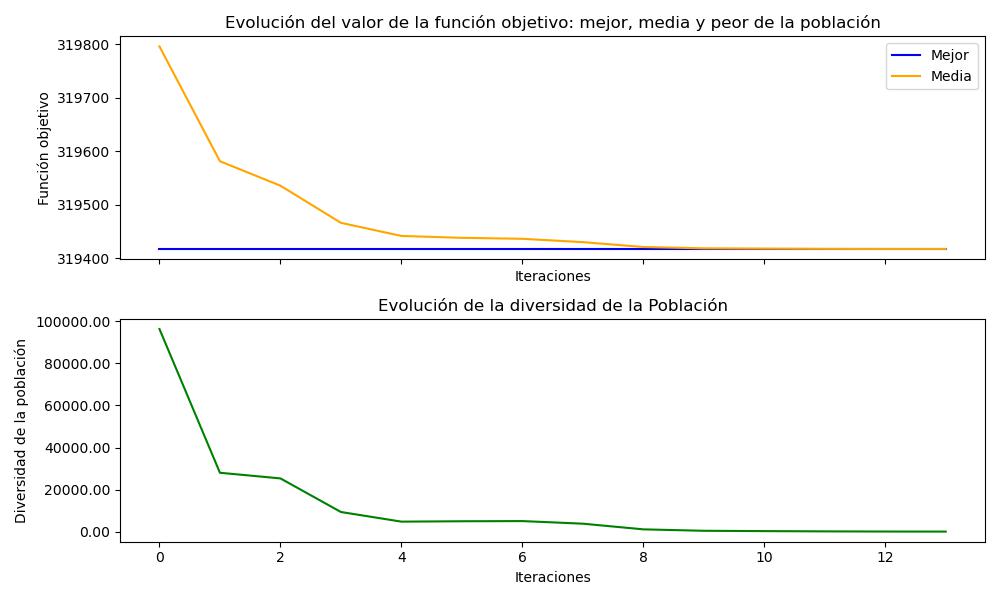 Evolución del valor de la función objetivo: mejor, media y peor de la población
Función objetivo
319800
319700
319600
319500
319400
Mejor
Media
Iteraciones
Evolución de la diversidad de la Población
Diversidad de la población
100000.00
80000.00
60000.00
40000.00
20000.00
0.00
0 2 4 6 8 10 12
Iteraciones